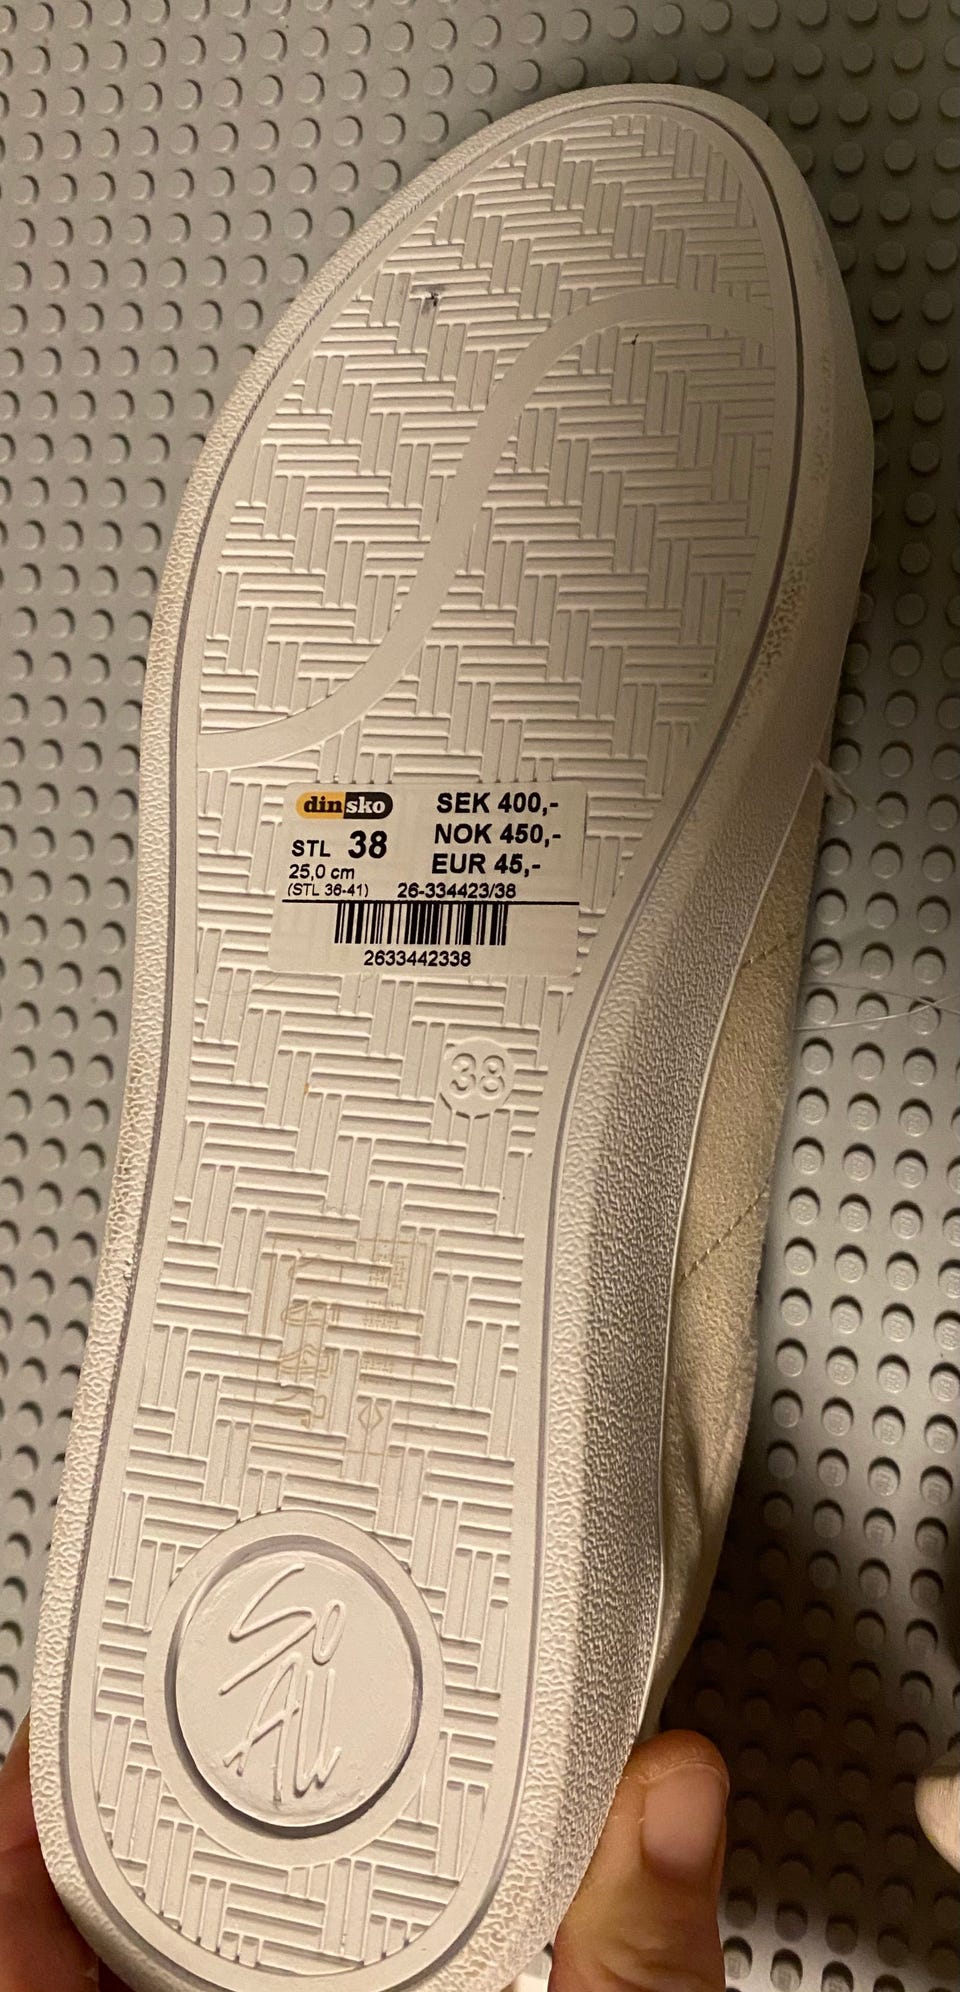 dinsko
SEK 400,-
STL 38
NOK 450,-
25,0 cm
EUR 45,-
(STL 36-41) 26-334423/38
2633442338
38
So